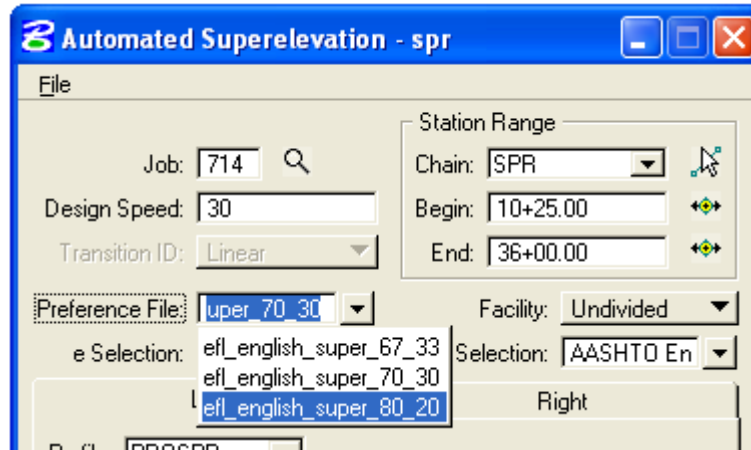 Automated Superelevation - spr
File
Station Range
Job: 714
Chain: SPR
Design Speed: 30
Begin: 10+25.00
Transition ID: Linear
End: 36+00.00
Preference File: uper_70_30
Facility: Undivided
e Selection:
efl_english_super_67_33
efl_english_super_70_30
efl_english_super_80_20
Selection: AASHTO En
L
Right